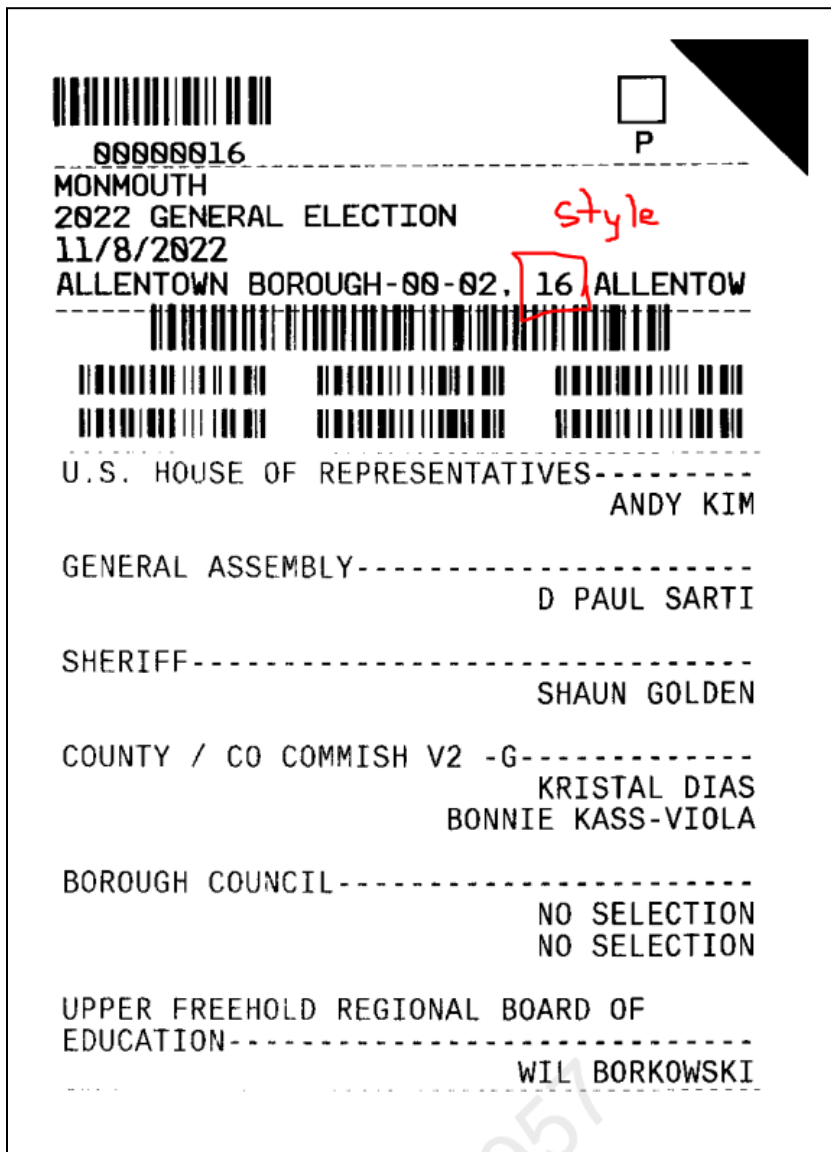 00000016
P
MONMOUTH
2022 GENERAL ELECTION
style
11/8/2022
ALLENTOWN BOROUGH-00-02, 16 ALLENTOW
U.S. HOUSE OF REPRESENTATIVES---------
ANDY KIM
GENERAL ASSEMBLY----------------------
D PAUL SARTI
SHERIFF-------------------------------
SHAUN GOLDEN
COUNTY / CO COMMISH V2 -G-------------
KRISTAL DIAS
BONNIE KASS-VIOLA
BOROUGH COUNCIL-----------------------
NO SELECTION
NO SELECTION
UPPER FREEHOLD REGIONAL BOARD OF
EDUCATION-----------------------------
WIL BORKOWSKI